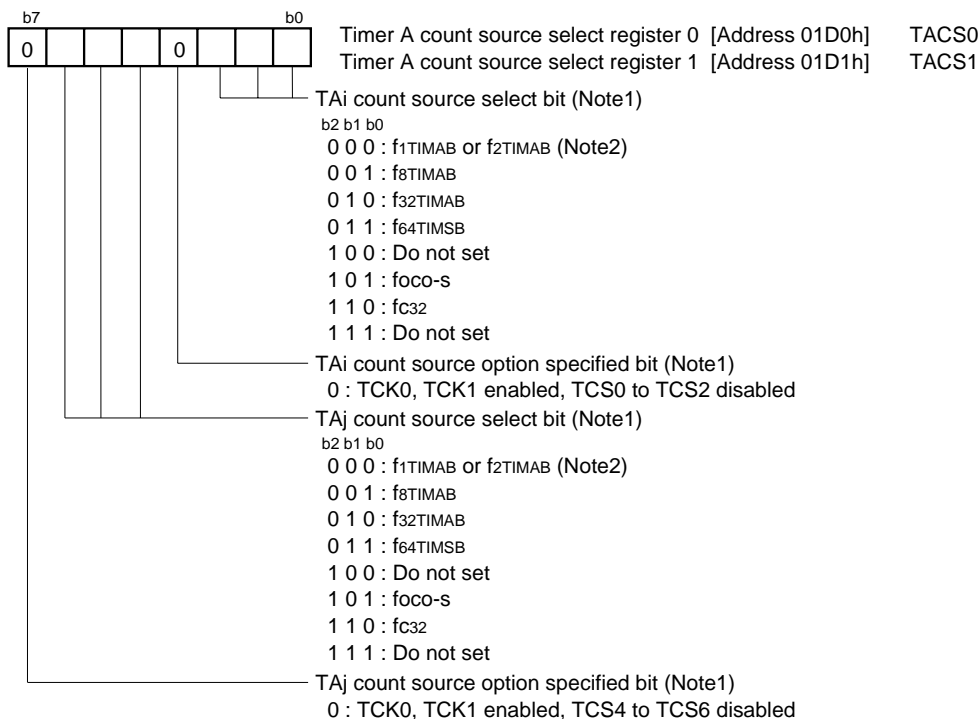 b7 b0
0 0
Timer A count source select register 0 [Address 01D0h] TACS0
Timer A count source select register 1 [Address 01D1h] TACS1
TAi count source select bit (Note1)
b2 b1 b0
0 0 0 : f1TIMAB or f2TIMAB (Note2)
0 0 1 : f8TIMAB
0 1 0 : f32TIMAB
0 1 1 : f64TIMSB
1 0 0 : Do not set
1 0 1 : foco-s
1 1 0 : fc32
1 1 1 : Do not set
TAi count source option specified bit (Note1)
0 : TCK0, TCK1 enabled, TCS0 to TCS2 disabled
TAj count source select bit (Note1)
b2 b1 b0
0 0 0 : f1TIMAB or f2TIMAB (Note2)
0 0 1 : f8TIMAB
0 1 0 : f32TIMAB
0 1 1 : f64TIMSB
1 0 0 : Do not set
1 0 1 : foco-s
1 1 0 : fc32
1 1 1 : Do not set
TAj count source option specified bit (Note1)
0 : TCK0, TCK1 enabled, TCS4 to TCS6 disabled